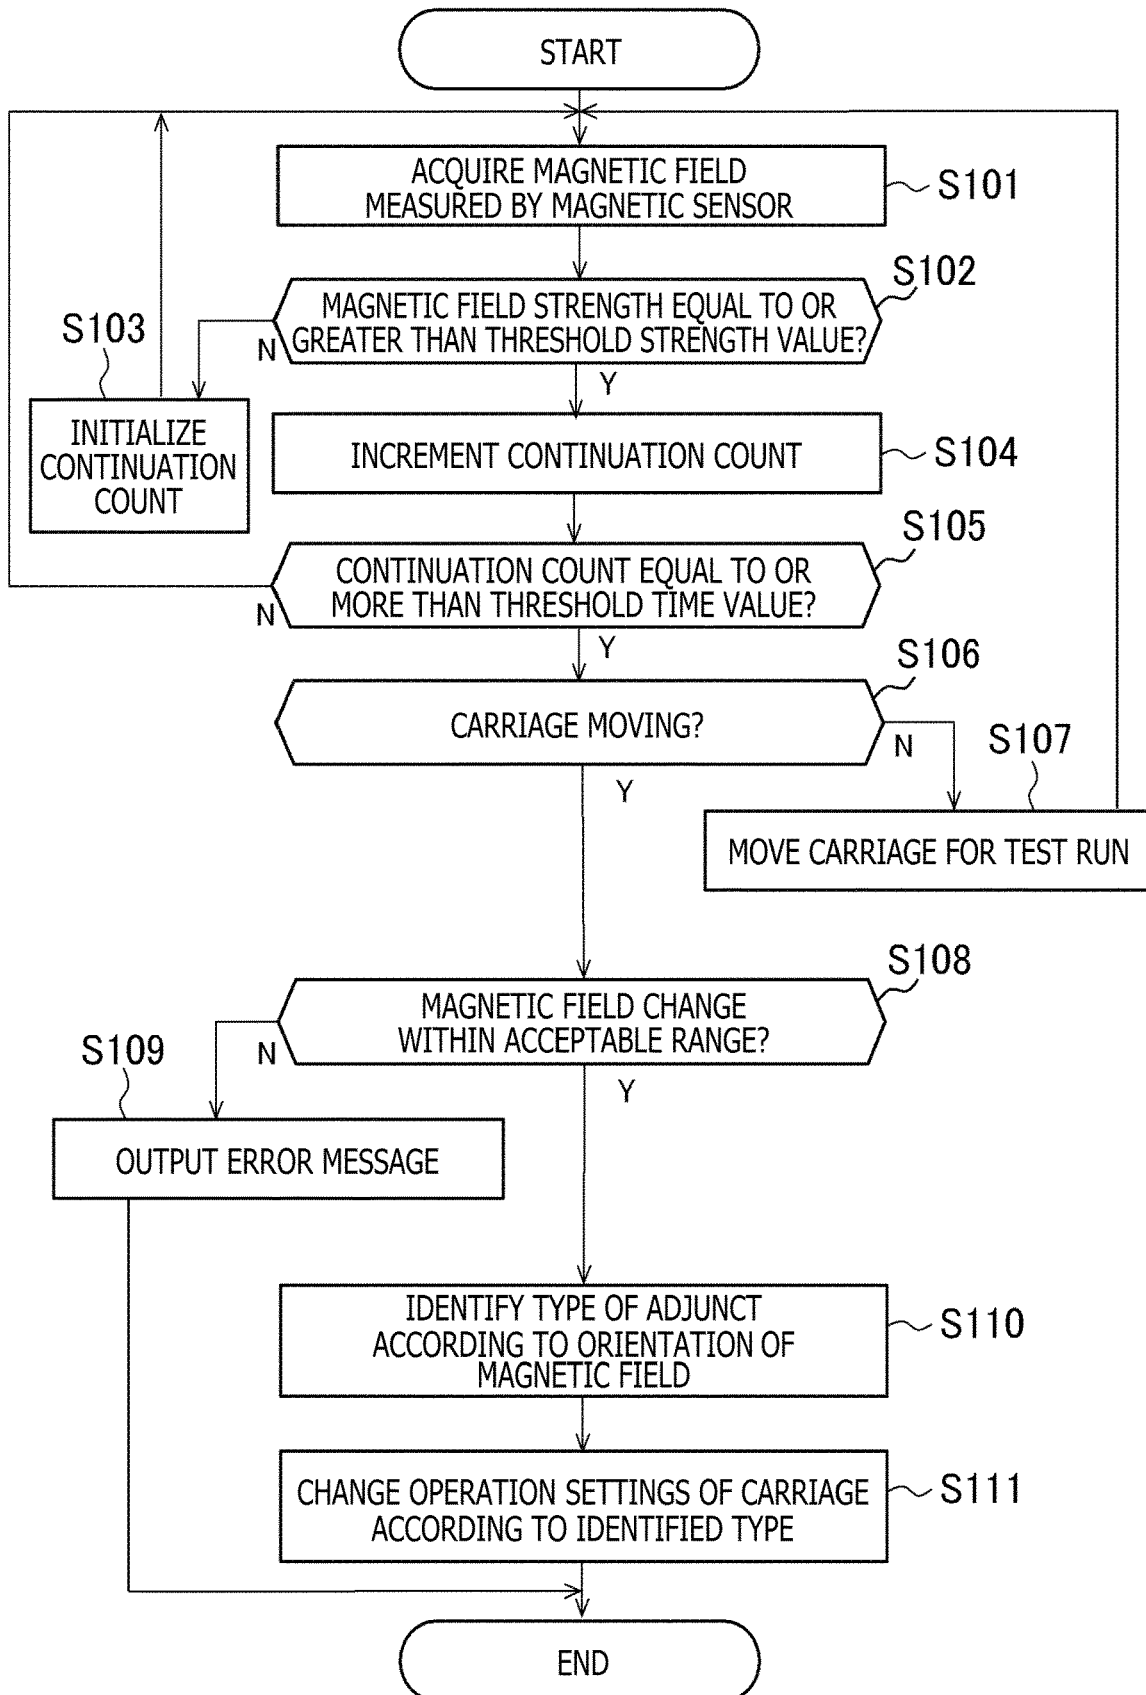 START
ACQUIRE MAGNETIC FIELD
MEASURED BY MAGNETIC SENSOR
S101
S102
MAGNETIC FIELD STRENGTH EQUAL TO OR
GREATER THAN THRESHOLD STRENGTH VALUE?
N
Y
S103
INITIALIZE
CONTINUATION
COUNT
INCREMENT CONTINUATION COUNT
S104
S105
CONTINUATION COUNT EQUAL TO OR
MORE THAN THRESHOLD TIME VALUE?
N
Y
S106
CARRIAGE MOVING?
N
Y
S107
MOVE CARRIAGE FOR TEST RUN
S108
MAGNETIC FIELD CHANGE
WITHIN ACCEPTABLE RANGE?
N
Y
S109
OUTPUT ERROR MESSAGE
IDENTIFY TYPE OF ADJUNCT
ACCORDING TO ORIENTATION OF
MAGNETIC FIELD
S110
CHANGE OPERATION SETTINGS OF CARRIAGE
ACCORDING TO IDENTIFIED TYPE
S111
END